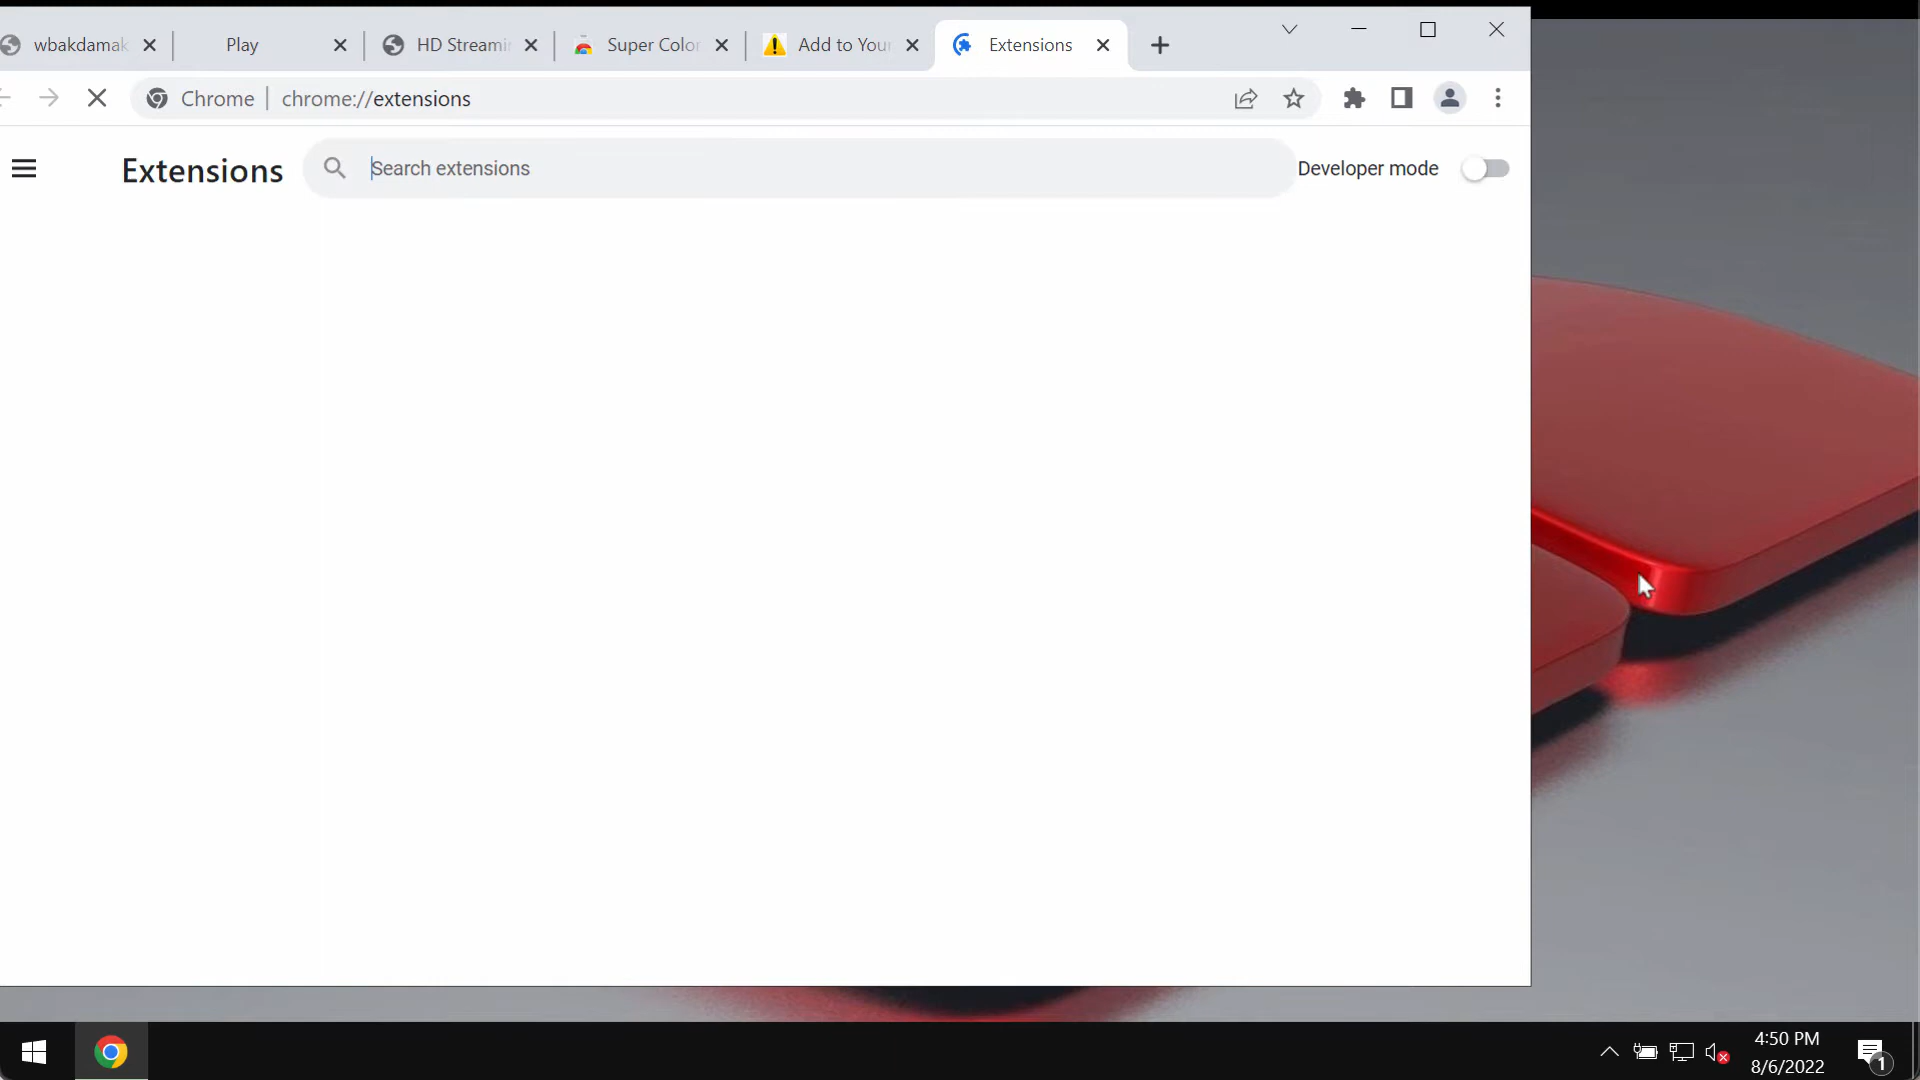 wbakdamak
Play
HD Streami
Super Color
Add to Your
Extensions
Chrome
chrome://extensions
Extensions
Search extensions
Developer mode
4:50 PM
8/6/2022
1